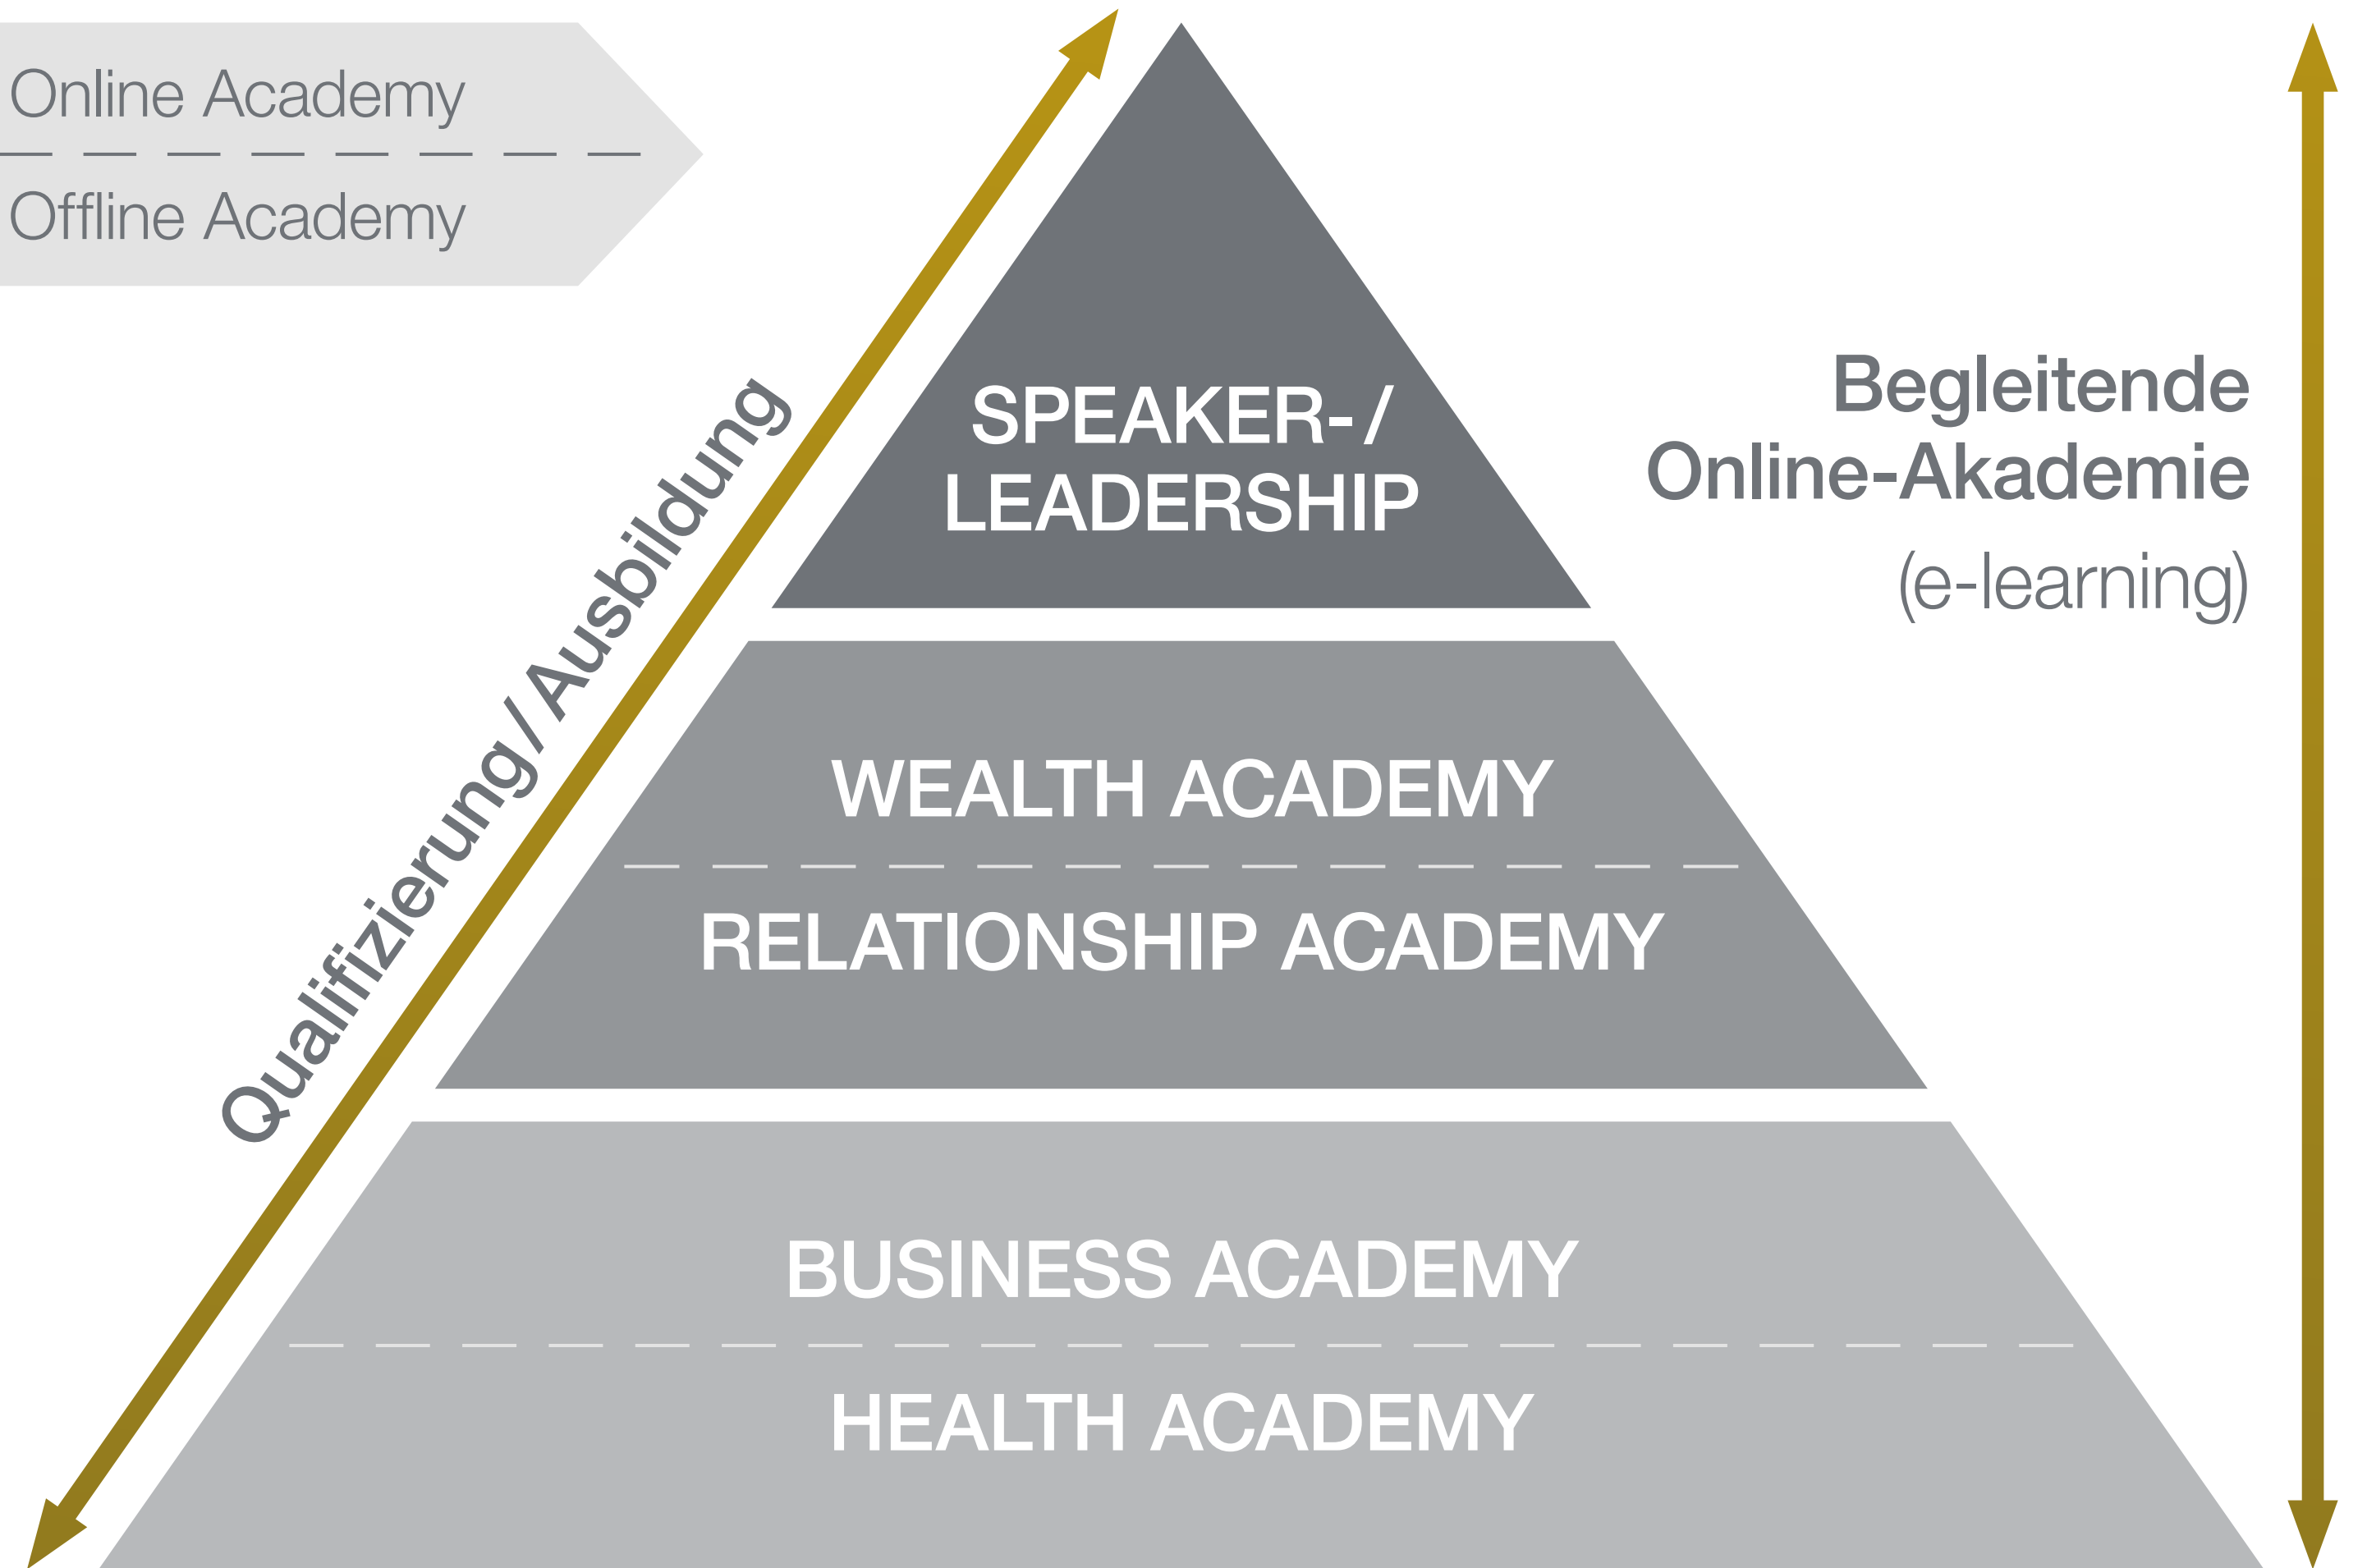 Online Academy
Offline Academy
Qualifizierung / Ausbildung
SPEAKER- /
LEADERSHIP
Begleitende
Online-Akademie
(e-learning)
WEALTH ACADEMY
RELATIONSHIP ACADEMY
BUSINESS ACADEMY
HEALTH ACADEMY